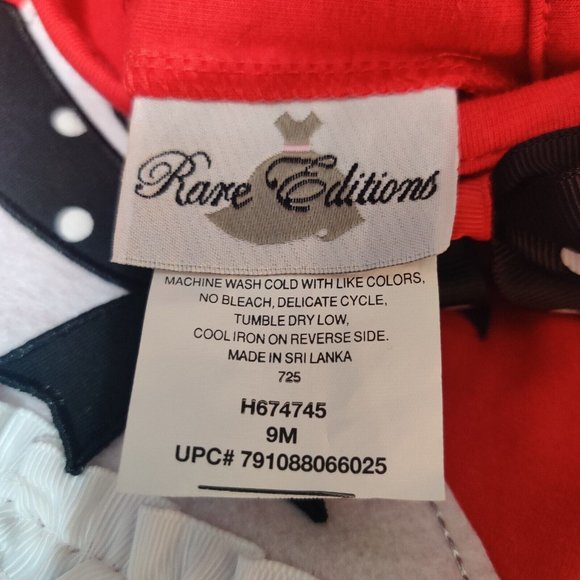 Rare Editions
MACHINE WASH COLD WITH LIKE COLORS,
NO BLEACH, DELICATE CYCLE,
TUMBLE DRY LOW,
COOL IRON ON REVERSE SIDE.
MADE IN SRI LANKA
725
H674745
9M
UPC# 791088066025